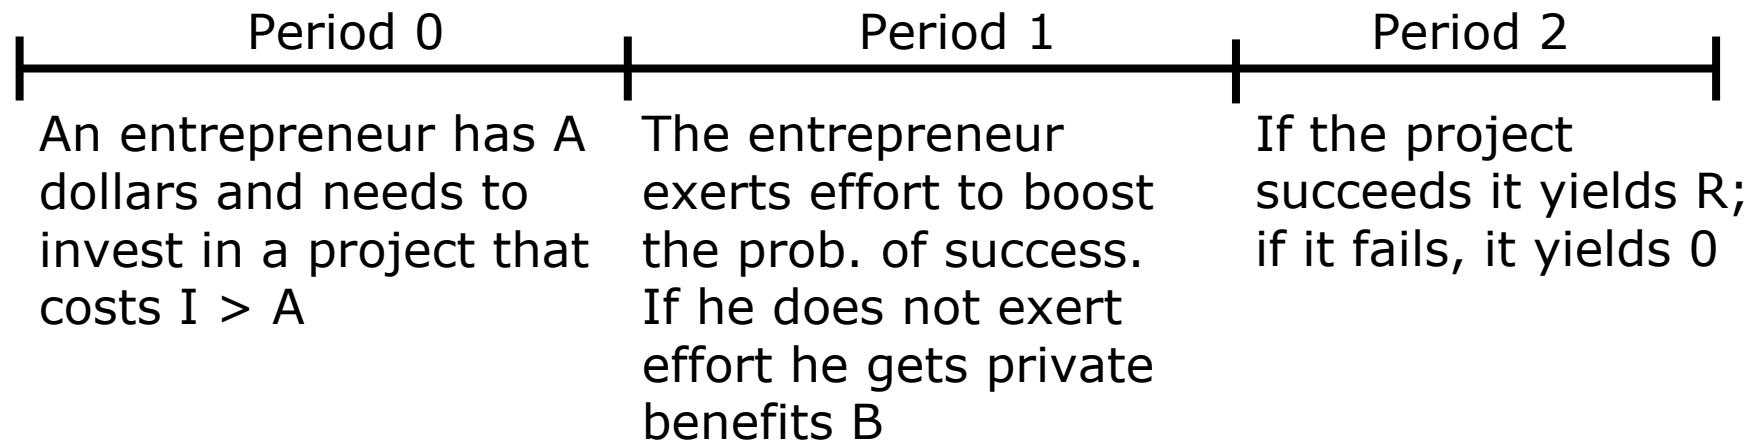 Period 0
Period 1
Period 2
An entrepreneur has A
dollars and needs to
invest in a project that
costs I > A
The entrepreneur
exerts effort to boost
the prob. of success.
If he does not exert
effort he gets private
benefits B
If the project
succeeds it yields R;
if it fails, it yields 0